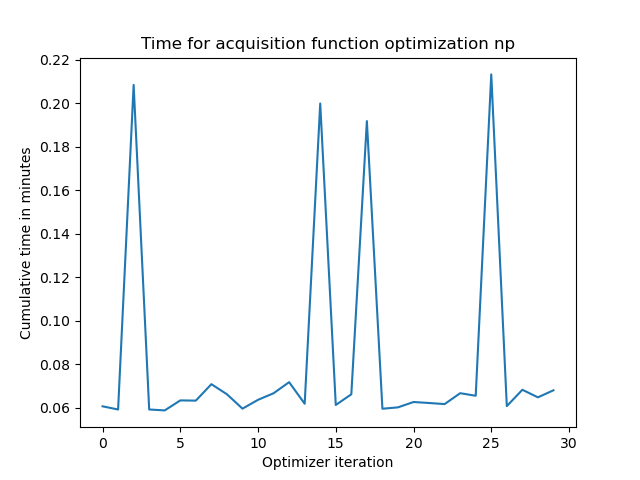 Time for acquisition function optimization np
Cumulative time in minutes
0.22
0.20
0.18
0.16
0.14
0.12
0.10
0.08
0.06
0 5 10 15 20 25 30
Optimizer iteration